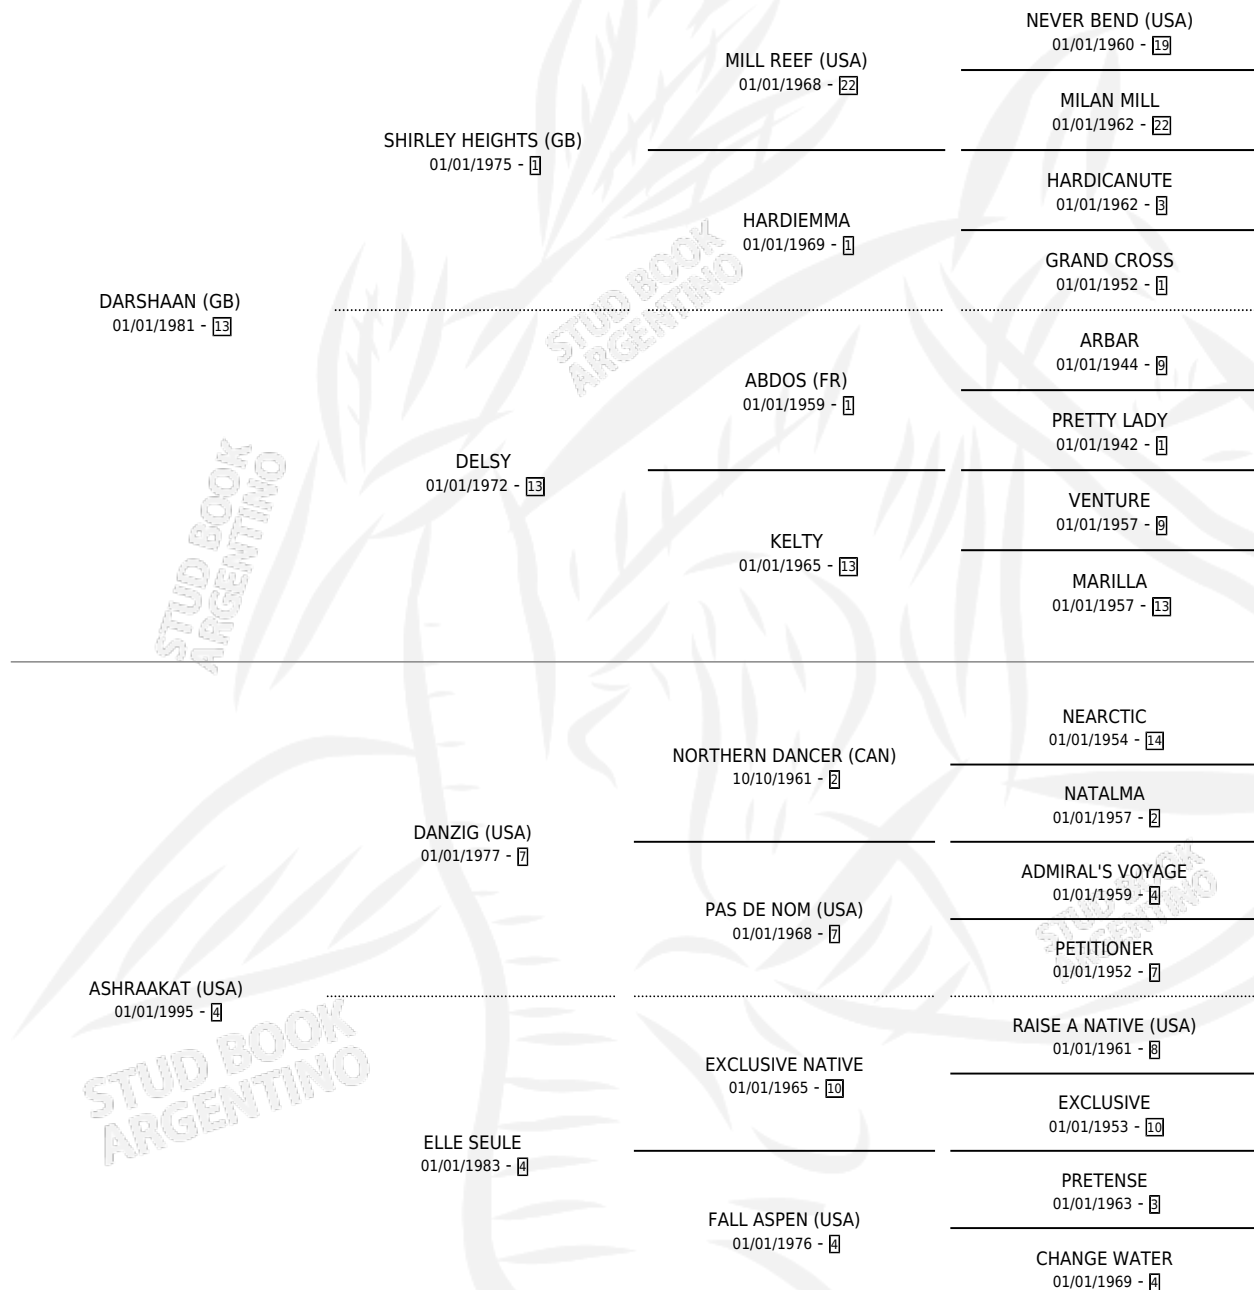 NEVER BEND (USA)
01/01/1960 - 19
MILL REEF (USA)
01/01/1968 - 22
MILAN MILL
01/01/1962 - 22
SHIRLEY HEIGHTS (GB)
01/01/1975 - 1
HARDICANUTE
01/01/1962 - 3
HARDIEMMA
01/01/1969 - 1
GRAND CROSS
01/01/1952 - 1
STUD BOOK
ARGENTINO
DARSHAAN (GB)
01/01/1981 - 13
ARBAR
01/01/1944 - 9
ABDOS (FR)
01/01/1959 - 1
PRETTY LADY
01/01/1942 - 1
DELSY
01/01/1972 - 13
VENTURE
01/01/1957 - 9
KELTY
01/01/1965 - 13
MARILLA
01/01/1957 - 13
STUD BOOK
ARGENTINO
NEARCTIC
01/01/1954 - 14
NORTHERN DANCER (CAN)
10/10/1961 - 2
NATALMA
01/01/1957 - 2
DANZIG (USA)
01/01/1977 - 7
ADMIRAL'S VOYAGE
01/01/1959 - 4
PAS DE NOM (USA)
01/01/1968 - 7
PETITIONER
01/01/1952 - 7
STUD BOOK
ARGENTINO
ASHRAAKAT (USA)
01/01/1995 - 4
RAISE A NATIVE (USA)
01/01/1961 - 8
EXCLUSIVE NATIVE
01/01/1965 - 10
EXCLUSIVE
01/01/1953 - 10
STUD BOOK
ARGENTINO
ELLE SEULE
01/01/1983 - 4
PRETENSE
01/01/1963 - 3
FALL ASPEN (USA)
01/01/1976 - 4
CHANGE WATER
01/01/1969 - 4